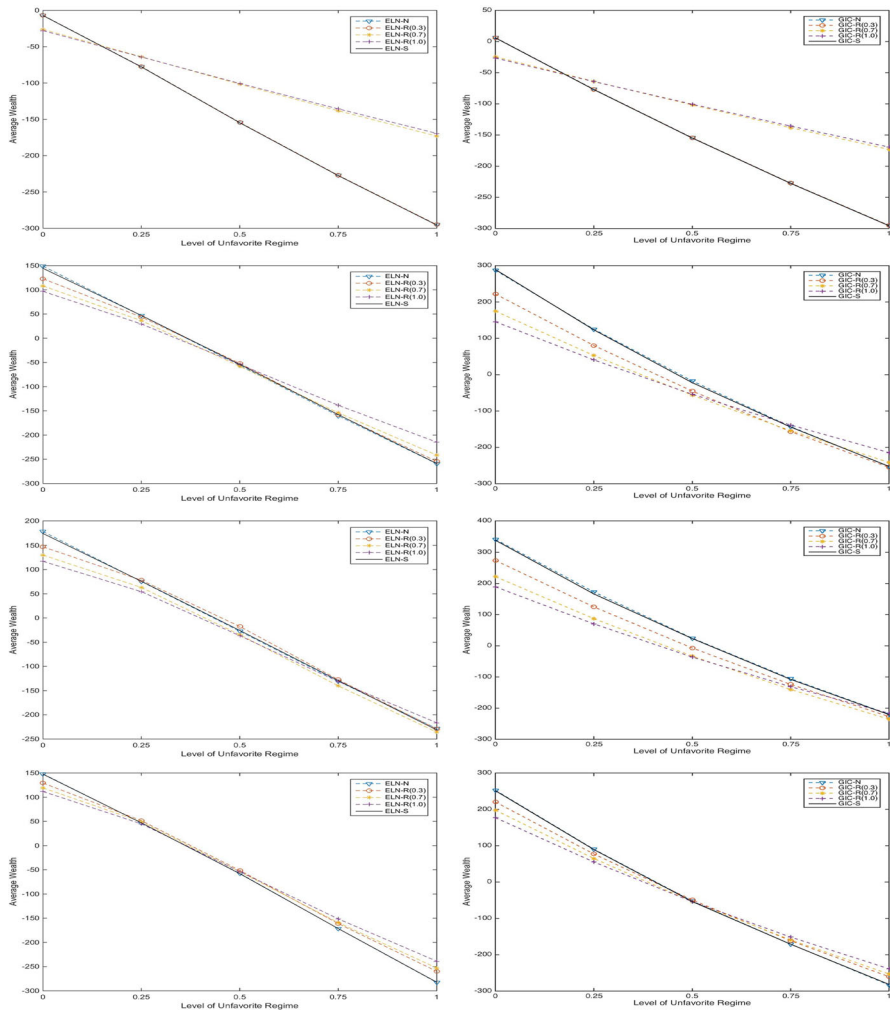 0
-50
-100
-150
-200
-250
-300
Average Wealth
0 0.25 0.5 0.75 1
Level of Unfavorite Regime
ELN-N
ELN-R(0.3)
ELN-R(0.7)
ELN-R(1.0)
ELN-S
50
0
-50
-100
-150
-200
-250
-300
Average Wealth
0 0.25 0.5 0.75 1
Level of Unfavorite Regime
GIC-N
GIC-R(0.3)
GIC-R(0.7)
GIC-R(1.0)
GIC-S
150
100
50
0
-50
-100
-150
-200
-250
-300
Average Wealth
0 0.25 0.5 0.75 1
Level of Unfavorite Regime
ELN-N
ELN-R(0.3)
ELN-R(0.7)
ELN-R(1.0)
ELN-S
300
200
100
0
-100
-200
-300
Average Wealth
0 0.25 0.5 0.75 1
Level of Unfavorite Regime
GIC-N
GIC-R(0.3)
GIC-R(0.7)
GIC-R(1.0)
GIC-S
200
150
100
50
0
-50
-100
-150
-200
-250
Average Wealth
0 0.25 0.5 0.75 1
Level of Unfavorite Regime
ELN-N
ELN-R(0.3)
ELN-R(0.7)
ELN-R(1.0)
ELN-S
400
300
200
100
0
-100
-200
-300
Average Wealth
0 0.25 0.5 0.75 1
Level of Unfavorite Regime
GIC-N
GIC-R(0.3)
GIC-R(0.7)
GIC-R(1.0)
GIC-S
150
100
50
0
-50
-100
-150
-200
-250
-300
Average Wealth
0 0.25 0.5 0.75 1
Level of Unfavorite Regime
ELN-N
ELN-R(0.3)
ELN-R(0.7)
ELN-R(1.0)
ELN-S
300
200
100
0
-100
-200
-300
Average Wealth
0 0.25 0.5 0.75 1
Level of Unfavorite Regime
GIC-N
GIC-R(0.3)
GIC-R(0.7)
GIC-R(1.0)
GIC-S